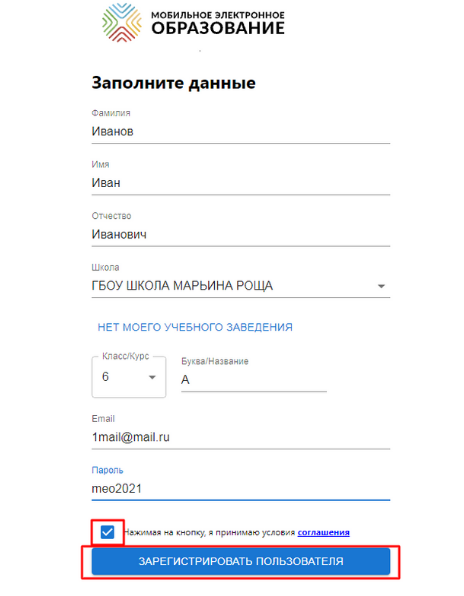 МОБИЛЬНОЕ ЭЛЕКТРОННОЕ
ОБРАЗОВАНИЕ
Заполните данные
Фамилия
Иванов
Имя
Иван
Отчество
Иванович
Школа
ГБОУ ШКОЛА МАРЬИНА РОЩА
НЕТ МОЕГО УЧЕБНОГО ЗАВЕДЕНИЯ
Класс/Курс
6
Буква/Название
А
Email
1mail@mail.ru
Пароль
meo2021
Нажимая на кнопку, я принимаю условия соглашения
ЗАРЕГИСТРИРОВАТЬ ПОЛЬЗОВАТЕЛЯ